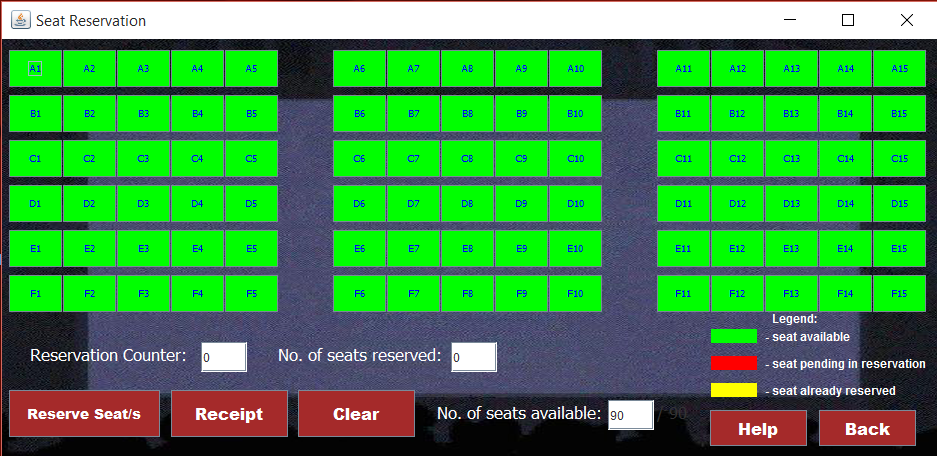 Seat Reservation
A1 A2 A3 A4 A5 A6 A7 A8 A9 A10 A11 A12 A13 A14 A15
B1 B2 B3 B4 B5 B6 B7 B8 B9 B10 B11 B12 B13 B14 B15
C1 C2 C3 C4 C5 C6 C7 C8 C9 C10 C11 C12 C13 C14 C15
D1 D2 D3 D4 D5 D6 D7 D8 D9 D10 D11 D12 D13 D14 D15
E1 E2 E3 E4 E5 E6 E7 E8 E9 E10 E11 E12 E13 E14 E15
F1 F2 F3 F4 F5 F6 F7 F8 F9 F10 F11 F12 F13 F14 F15
Legend:
- seat available
- seat pending in reservation
- seat already reserved
Reservation Counter: 0 No. of seats reserved: 0
Reserve Seat/s Receipt Clear No. of seats available: 90 / 90
Help Back